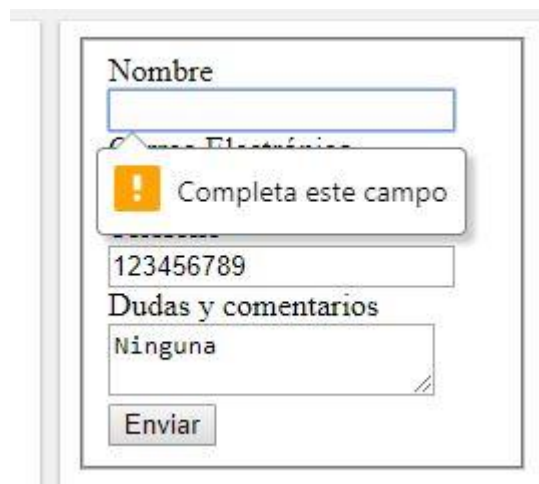 Nombre
Completa este campo
123456789
Dudas y comentarios
Ninguna
Enviar